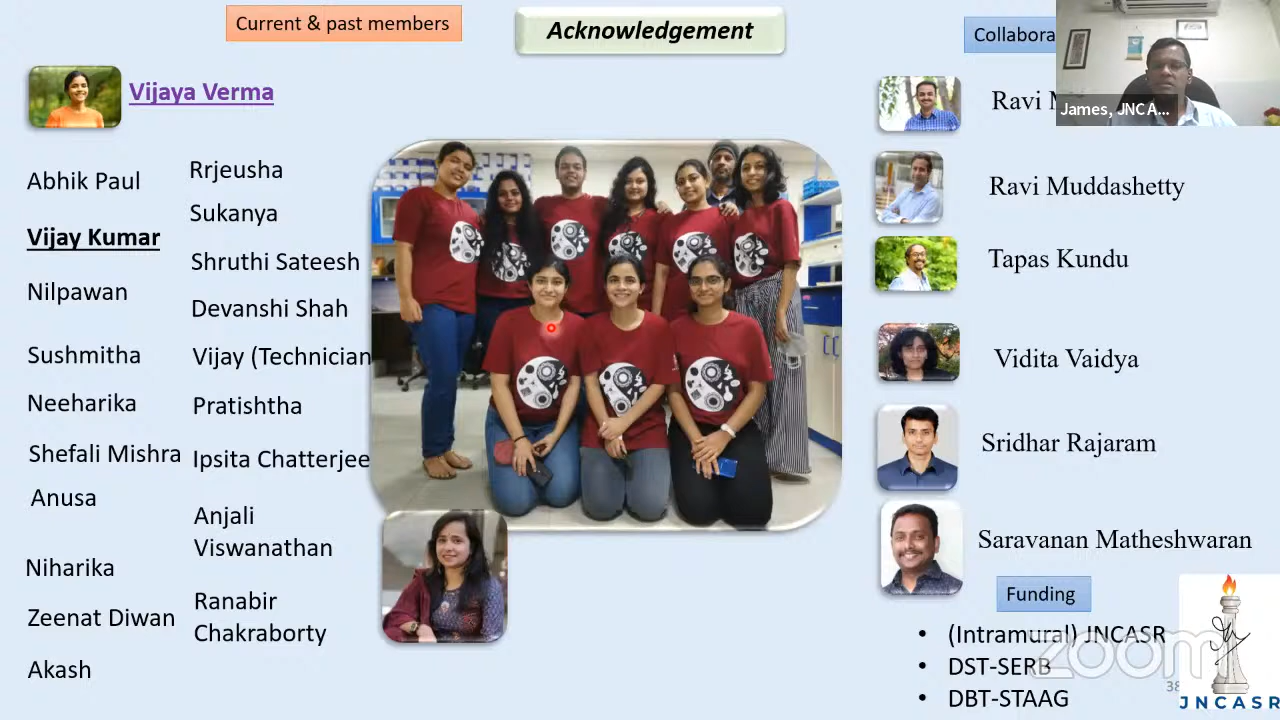 Current & past members
Acknowledgement
Collabora
James, JNCA...
Vijaya Verma
Abhik Paul
Vijay Kumar
Nilpawan
Sushmitha
Neeharika
Shefali Mishra
Anusa
Niharika
Zeenat Diwan
Akash
Rrjeusha
Sukanya
Shruthi Sateesh
Devanshi Shah
Vijay (Technician
Pratishtha
Ipsita Chatterjee
Anjali
Viswanathan
Ranabir
Chakraborty
Ravi M
Ravi Muddashetty
Tapas Kundu
Vidita Vaidya
Sridhar Rajaram
Saravanan Matheshwaran
Funding
• (Intramural) JNCASR
• DST-SERB
• DBT-STAAG
zoom
38
JNCASR